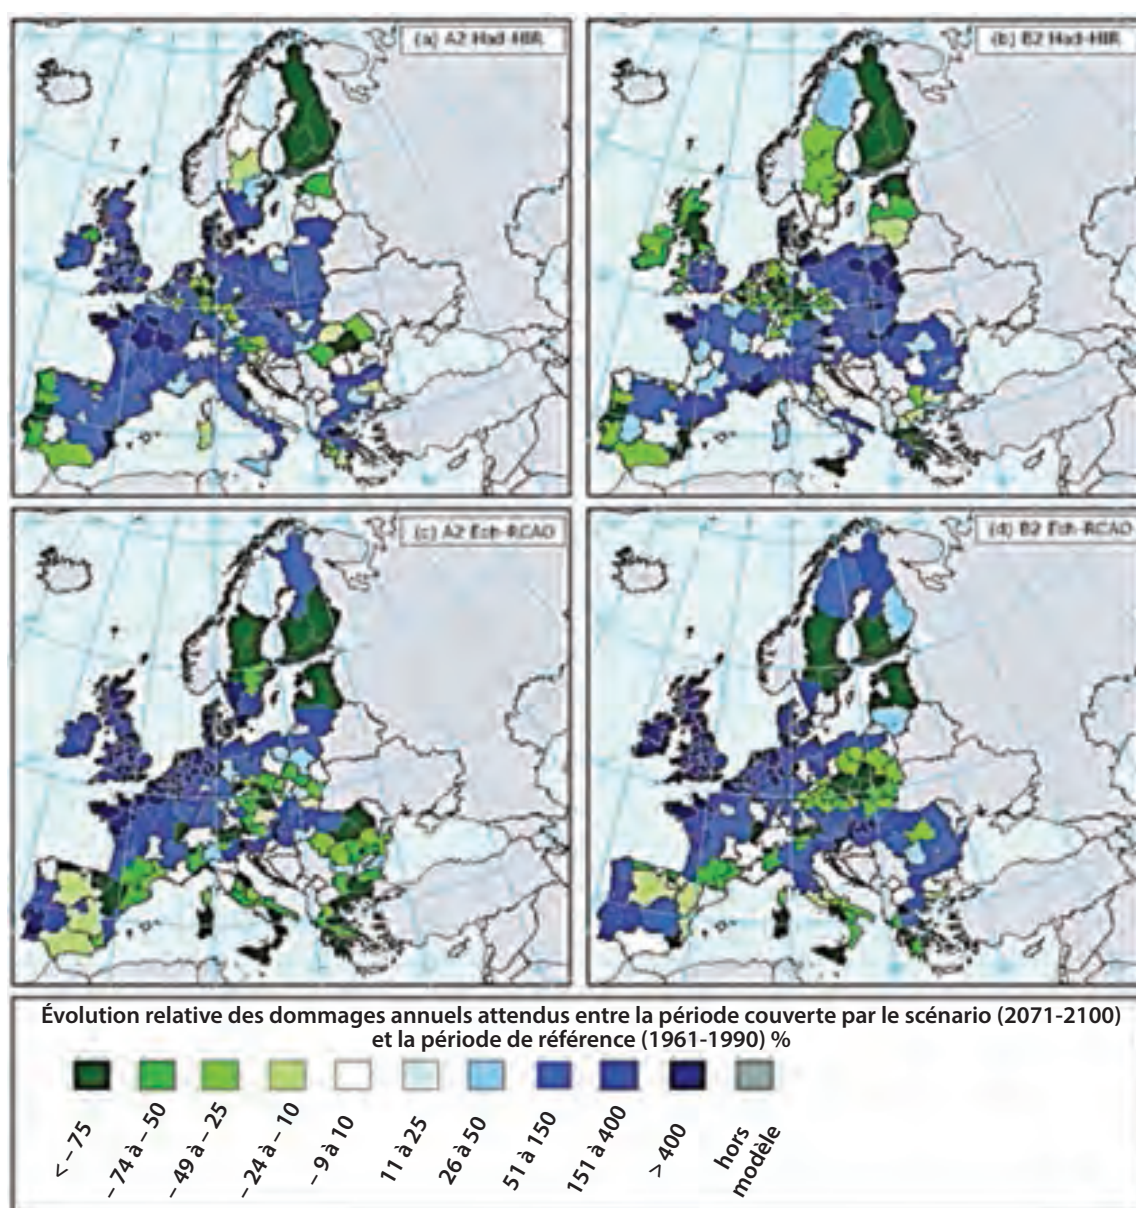 (a) A2 Had-HIR
(b) B2 Had-HIR
(c) A2 Ech-RCAO
(d) B2 Ech-RCAO
Évolution relative des dommages annuels attendus entre la période couverte par le scénario (2071-2100)
et la période de référence (1961-1990) %
< – 75
– 74 à – 50
– 49 à – 25
– 24 à – 10
– 9 à 10
11 à 25
26 à 50
51 à 150
151 à 400
> 400
hors
modèle